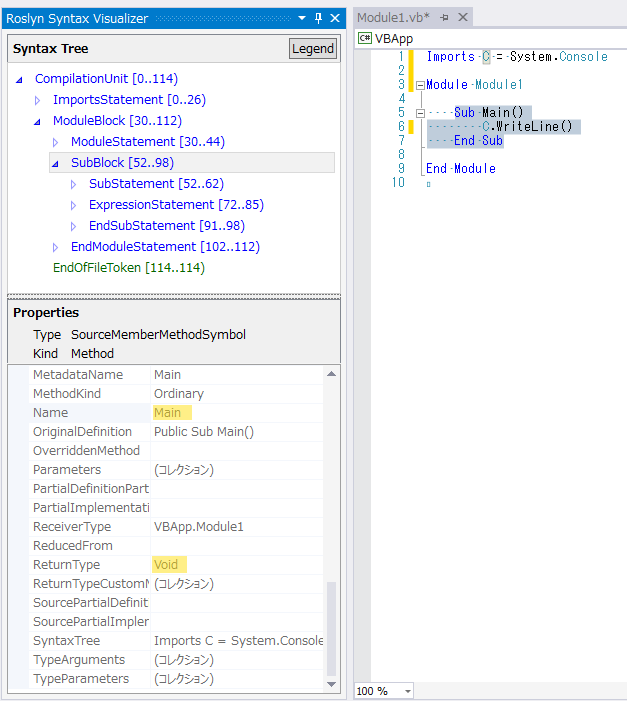 Roslyn Syntax Visualizer
Syntax Tree
Legend
CompilationUnit [0..114)
ImportsStatement [0..26)
ModuleBlock [30..112)
ModuleStatement [30..44)
SubBlock [52..98)
SubStatement [52..62)
ExpressionStatement [72..85)
EndSubStatement [91..98)
EndModuleStatement [102..112)
EndOfFileToken [114..114)
Properties
Type SourceMemberMethodSymbol
Kind Method
MetadataName Main
MethodKind Ordinary
Name Main
OriginalDefinition Public Sub Main()
OverriddenMethod
Parameters (コレクション)
PartialDefinitionPart
PartialImplementati
ReceiverType VBApp.Module1
ReducedFrom
ReturnType Void
ReturnTypeCustomM (コレクション)
SourcePartialDefinit
SourcePartialImpler
SyntaxTree Imports C = System.Console
TypeArguments (コレクション)
TypeParameters (コレクション)
Module1.vb*
C# VBApp
1 Imports C = System.Console
2
3 Module Module1
4
5 Sub Main()
6 C.WriteLine()
7 End Sub
8
9 End Module
10
100 %